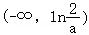 (-∞, ln2/a)